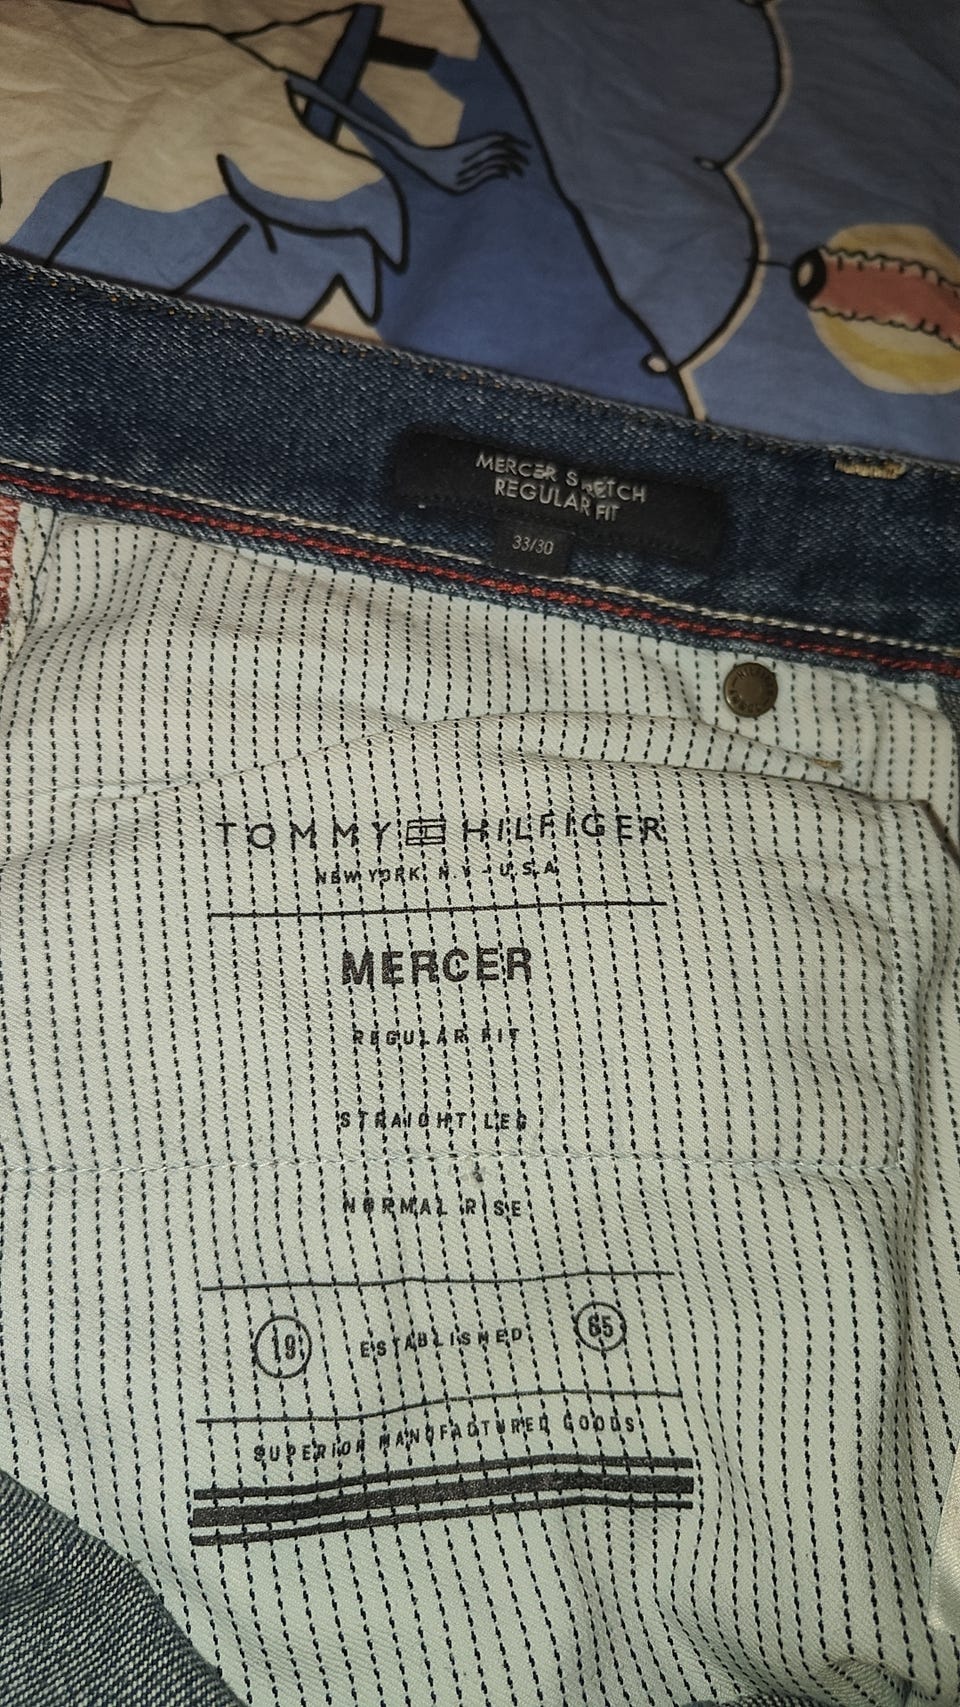 MERCER STRETCH
REGULAR FIT
33/30
TOMMY HILFIGER
NEW YORK, N.Y - U.S.A.
MERCER
REGULAR FIT
STRAIGHT LEG
NORMAL RISE
19 ESTABLISHED 85
SUPERIOR MANUFACTURED GOODS